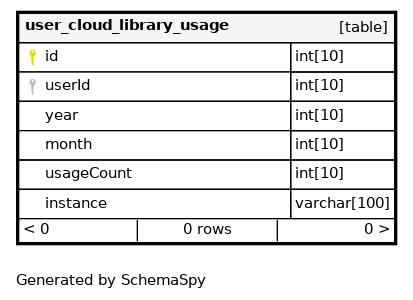 user_cloud_library_usage [table]
id int[10]
userId int[10]
year int[10]
month int[10]
usageCount int[10]
instance varchar[100]
< 0 0 rows 0 >
Generated by SchemaSpy